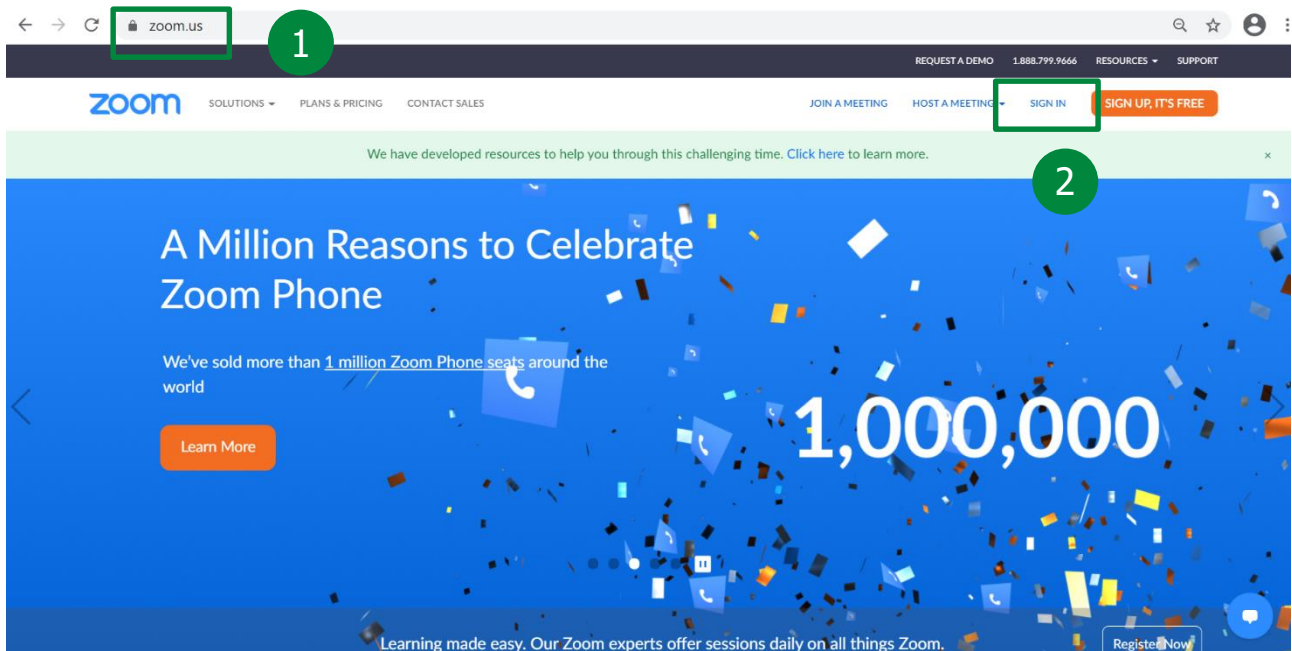 zoom.us
1
REQUEST A DEMO 1.888.799.9666 RESOURCES SUPPORT
zoom SOLUTIONS PLANS & PRICING CONTACT SALES JOIN A MEETING HOST A MEETING SIGN IN SIGN UP, IT'S FREE
We have developed resources to help you through this challenging time. Click here to learn more. ×
2
A Million Reasons to Celebrate
Zoom Phone
We've sold more than 1 million Zoom Phone seats around the
world
1,000,000
Learn More
Learning made easy. Our Zoom experts offer sessions daily on all things Zoom. Register Now